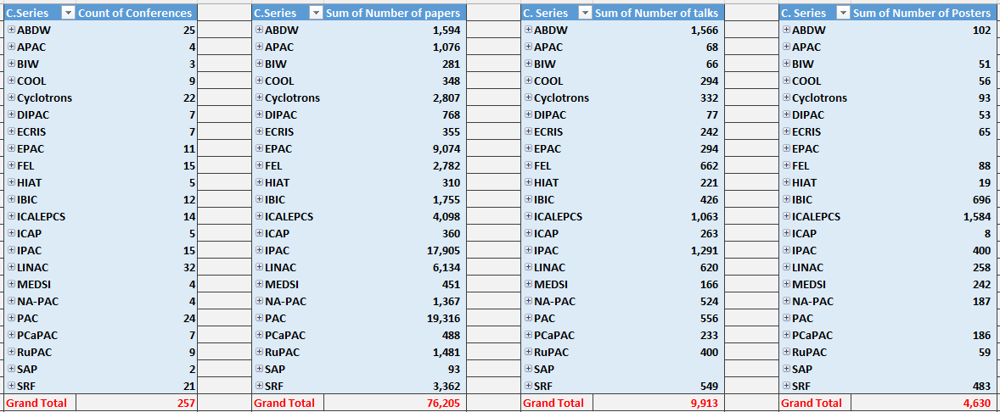 C.Series Count of Conferences C.Series Sum of Number of papers C. Series Sum of Number of talks C. Series Sum of Number of Posters
ABDW 25 ABDW 1,594 ABDW 1,566 ABDW 102
APAC 4 APAC 1,076 APAC 68 APAC
BIW 3 BIW 281 BIW 66 BIW 51
COOL 9 COOL 348 COOL 294 COOL 56
Cyclotrons 22 Cyclotrons 2,807 Cyclotrons 332 Cyclotrons 93
DIPAC 7 DIPAC 768 DIPAC 77 DIPAC 53
ECRIS 7 ECRIS 355 ECRIS 242 ECRIS 65
EPAC 11 EPAC 9,074 EPAC 294 EPAC
FEL 15 FEL 2,782 FEL 662 FEL 88
HIAT 5 HIAT 310 HIAT 221 HIAT 19
IBIC 12 IBIC 1,755 IBIC 426 IBIC 696
ICALEPCS 14 ICALEPCS 4,098 ICALEPCS 1,063 ICALEPCS 1,584
ICAP 5 ICAP 360 ICAP 263 ICAP 8
IPAC 15 IPAC 17,905 IPAC 1,291 IPAC 400
LINAC 32 LINAC 6,134 LINAC 620 LINAC 258
MEDSI 4 MEDSI 451 MEDSI 166 MEDSI 242
NA-PAC 4 NA-PAC 1,367 NA-PAC 524 NA-PAC 187
PAC 24 PAC 19,316 PAC 556 PAC
PCaPAC 7 PCaPAC 488 PCaPAC 233 PCaPAC 186
RuPAC 9 RuPAC 1,481 RuPAC 400 RuPAC 59
SAP 2 SAP 93 SAP SAP
SRF 21 SRF 3,362 SRF 549 SRF 483
Grand Total 257 Grand Total 76,205 Grand Total 9,913 Grand Total 4,630